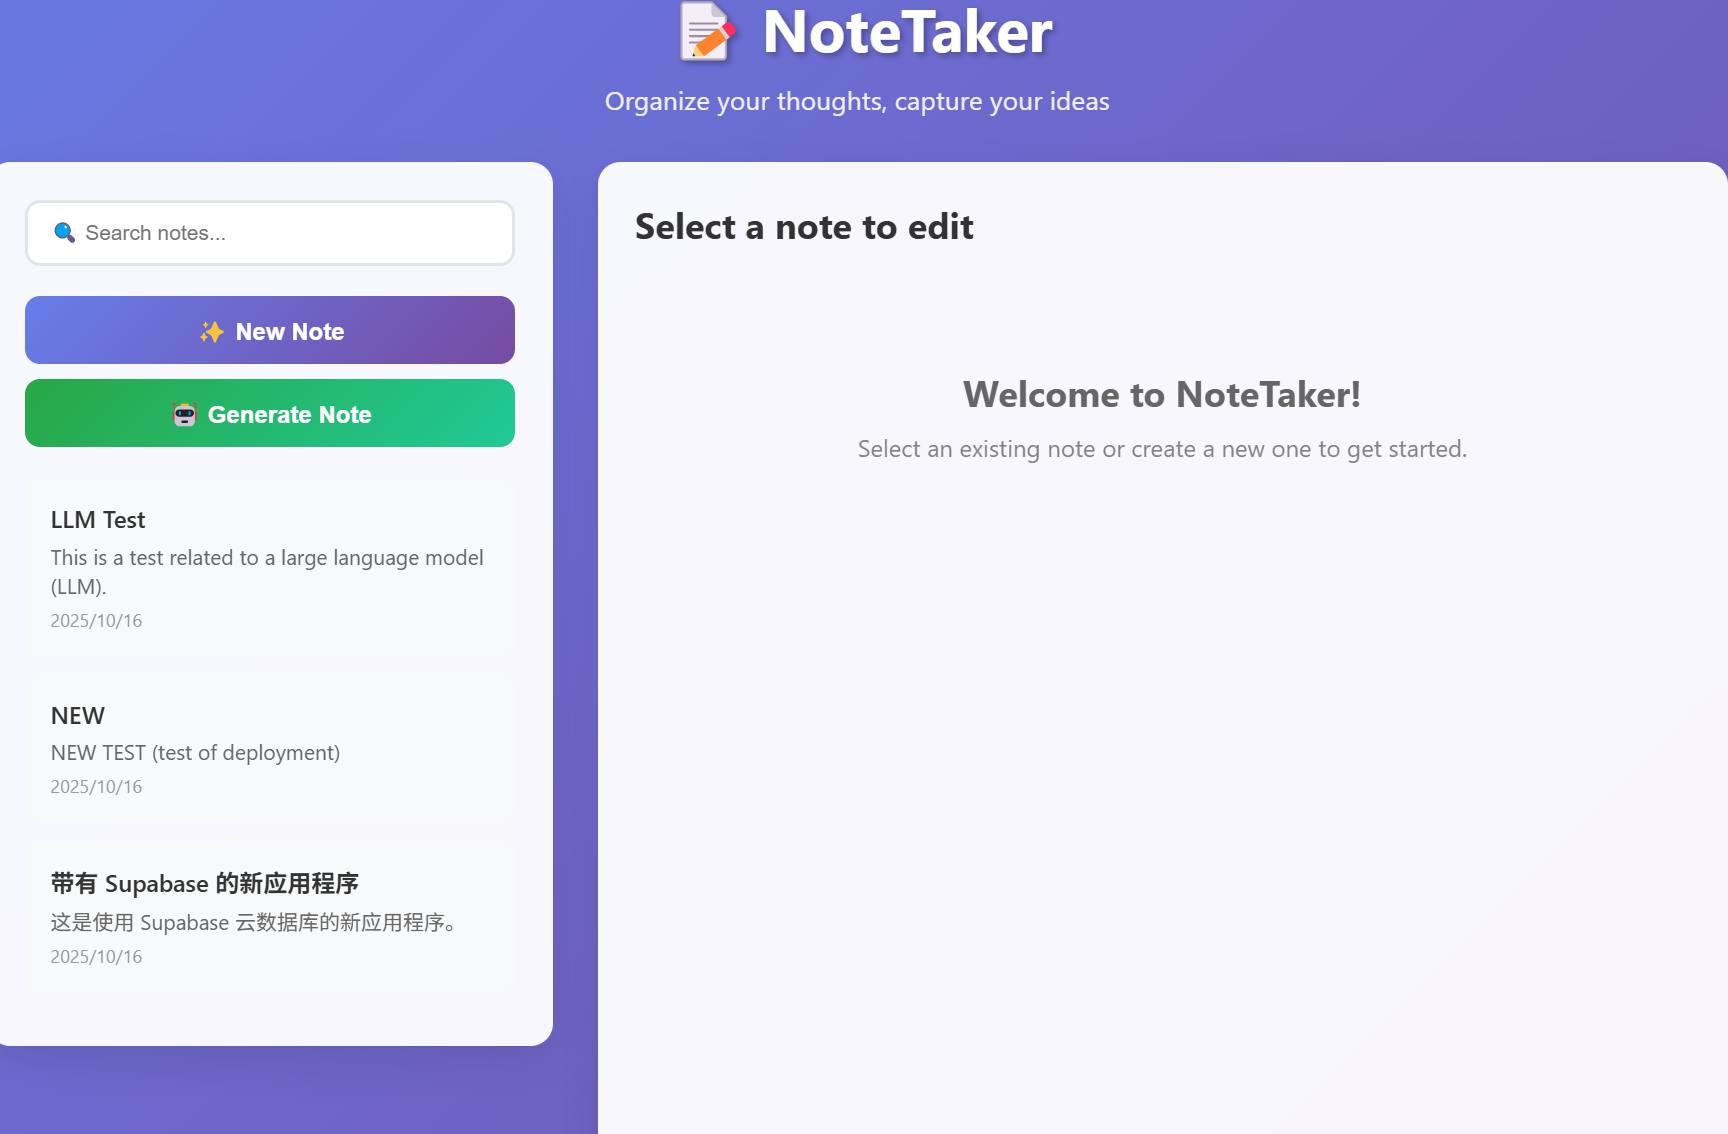 NoteTaker
Organize your thoughts, capture your ideas
Search notes...
New Note
Generate Note
LLM Test
This is a test related to a large language model
(LLM).
2025/10/16
NEW
NEW TEST (test of deployment)
2025/10/16
带有 Supabase 的新应用程序
这是使用 Supabase 云数据库的新应用程序。
2025/10/16
Select a note to edit
Welcome to NoteTaker!
Select an existing note or create a new one to get started.